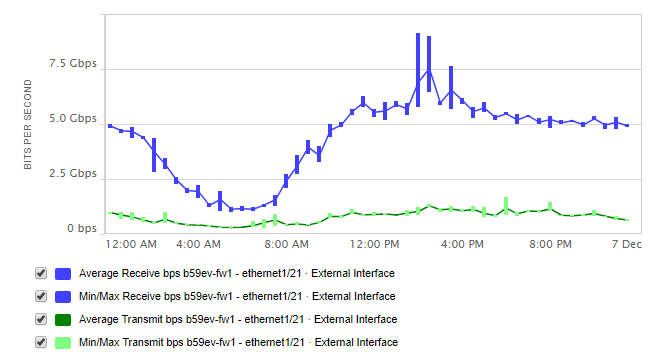 7.5 Gbps
5.0 Gbps
2.5 Gbps
0 bps
BITS PER SECOND
12:00 AM 4:00 AM 8:00 AM 12:00 PM 4:00 PM 8:00 PM 7 Dec
Average Receive bps b59ev-fw1 - ethernet1/21 · External Interface
Min/Max Receive bps b59ev-fw1 - ethernet1/21 · External Interface
Average Transmit bps b59ev-fw1 - ethernet1/21 · External Interface
Min/Max Transmit bps b59ev-fw1 - ethernet1/21 · External Interface